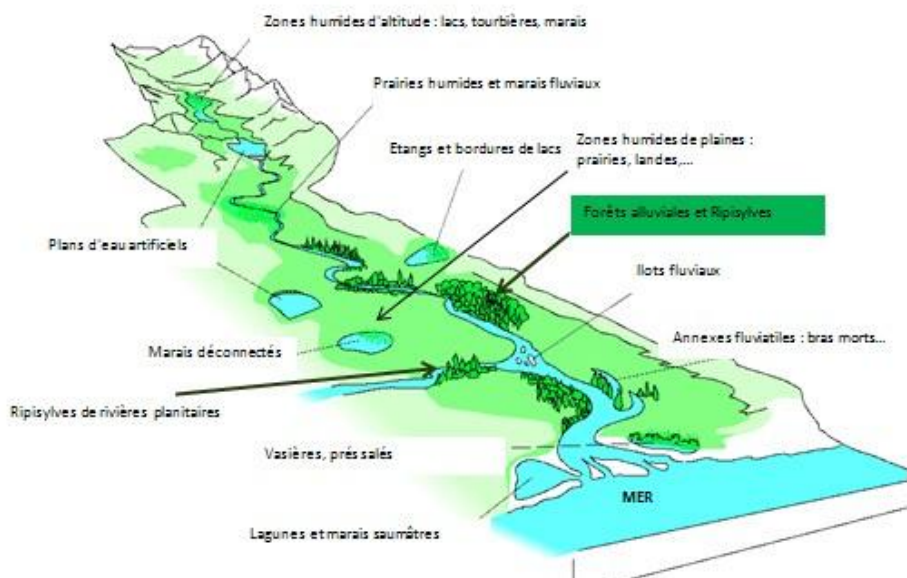 Zones humides d'altitude : lacs, tourbières, marais
Prairies humides et marais fluviaux
Etangs et bordures de lacs
Zones humides de plaines :
prairies, landes,...
Forêts alluviales et Ripisylves
Plans d'eau artificiels
Ilots fluviaux
Annexes fluviatiles : bras morts...
Marais déconnectés
Ripisylves de rivières planitaires
Vasières, prés salés
MER
Lagunes et marais saumâtres